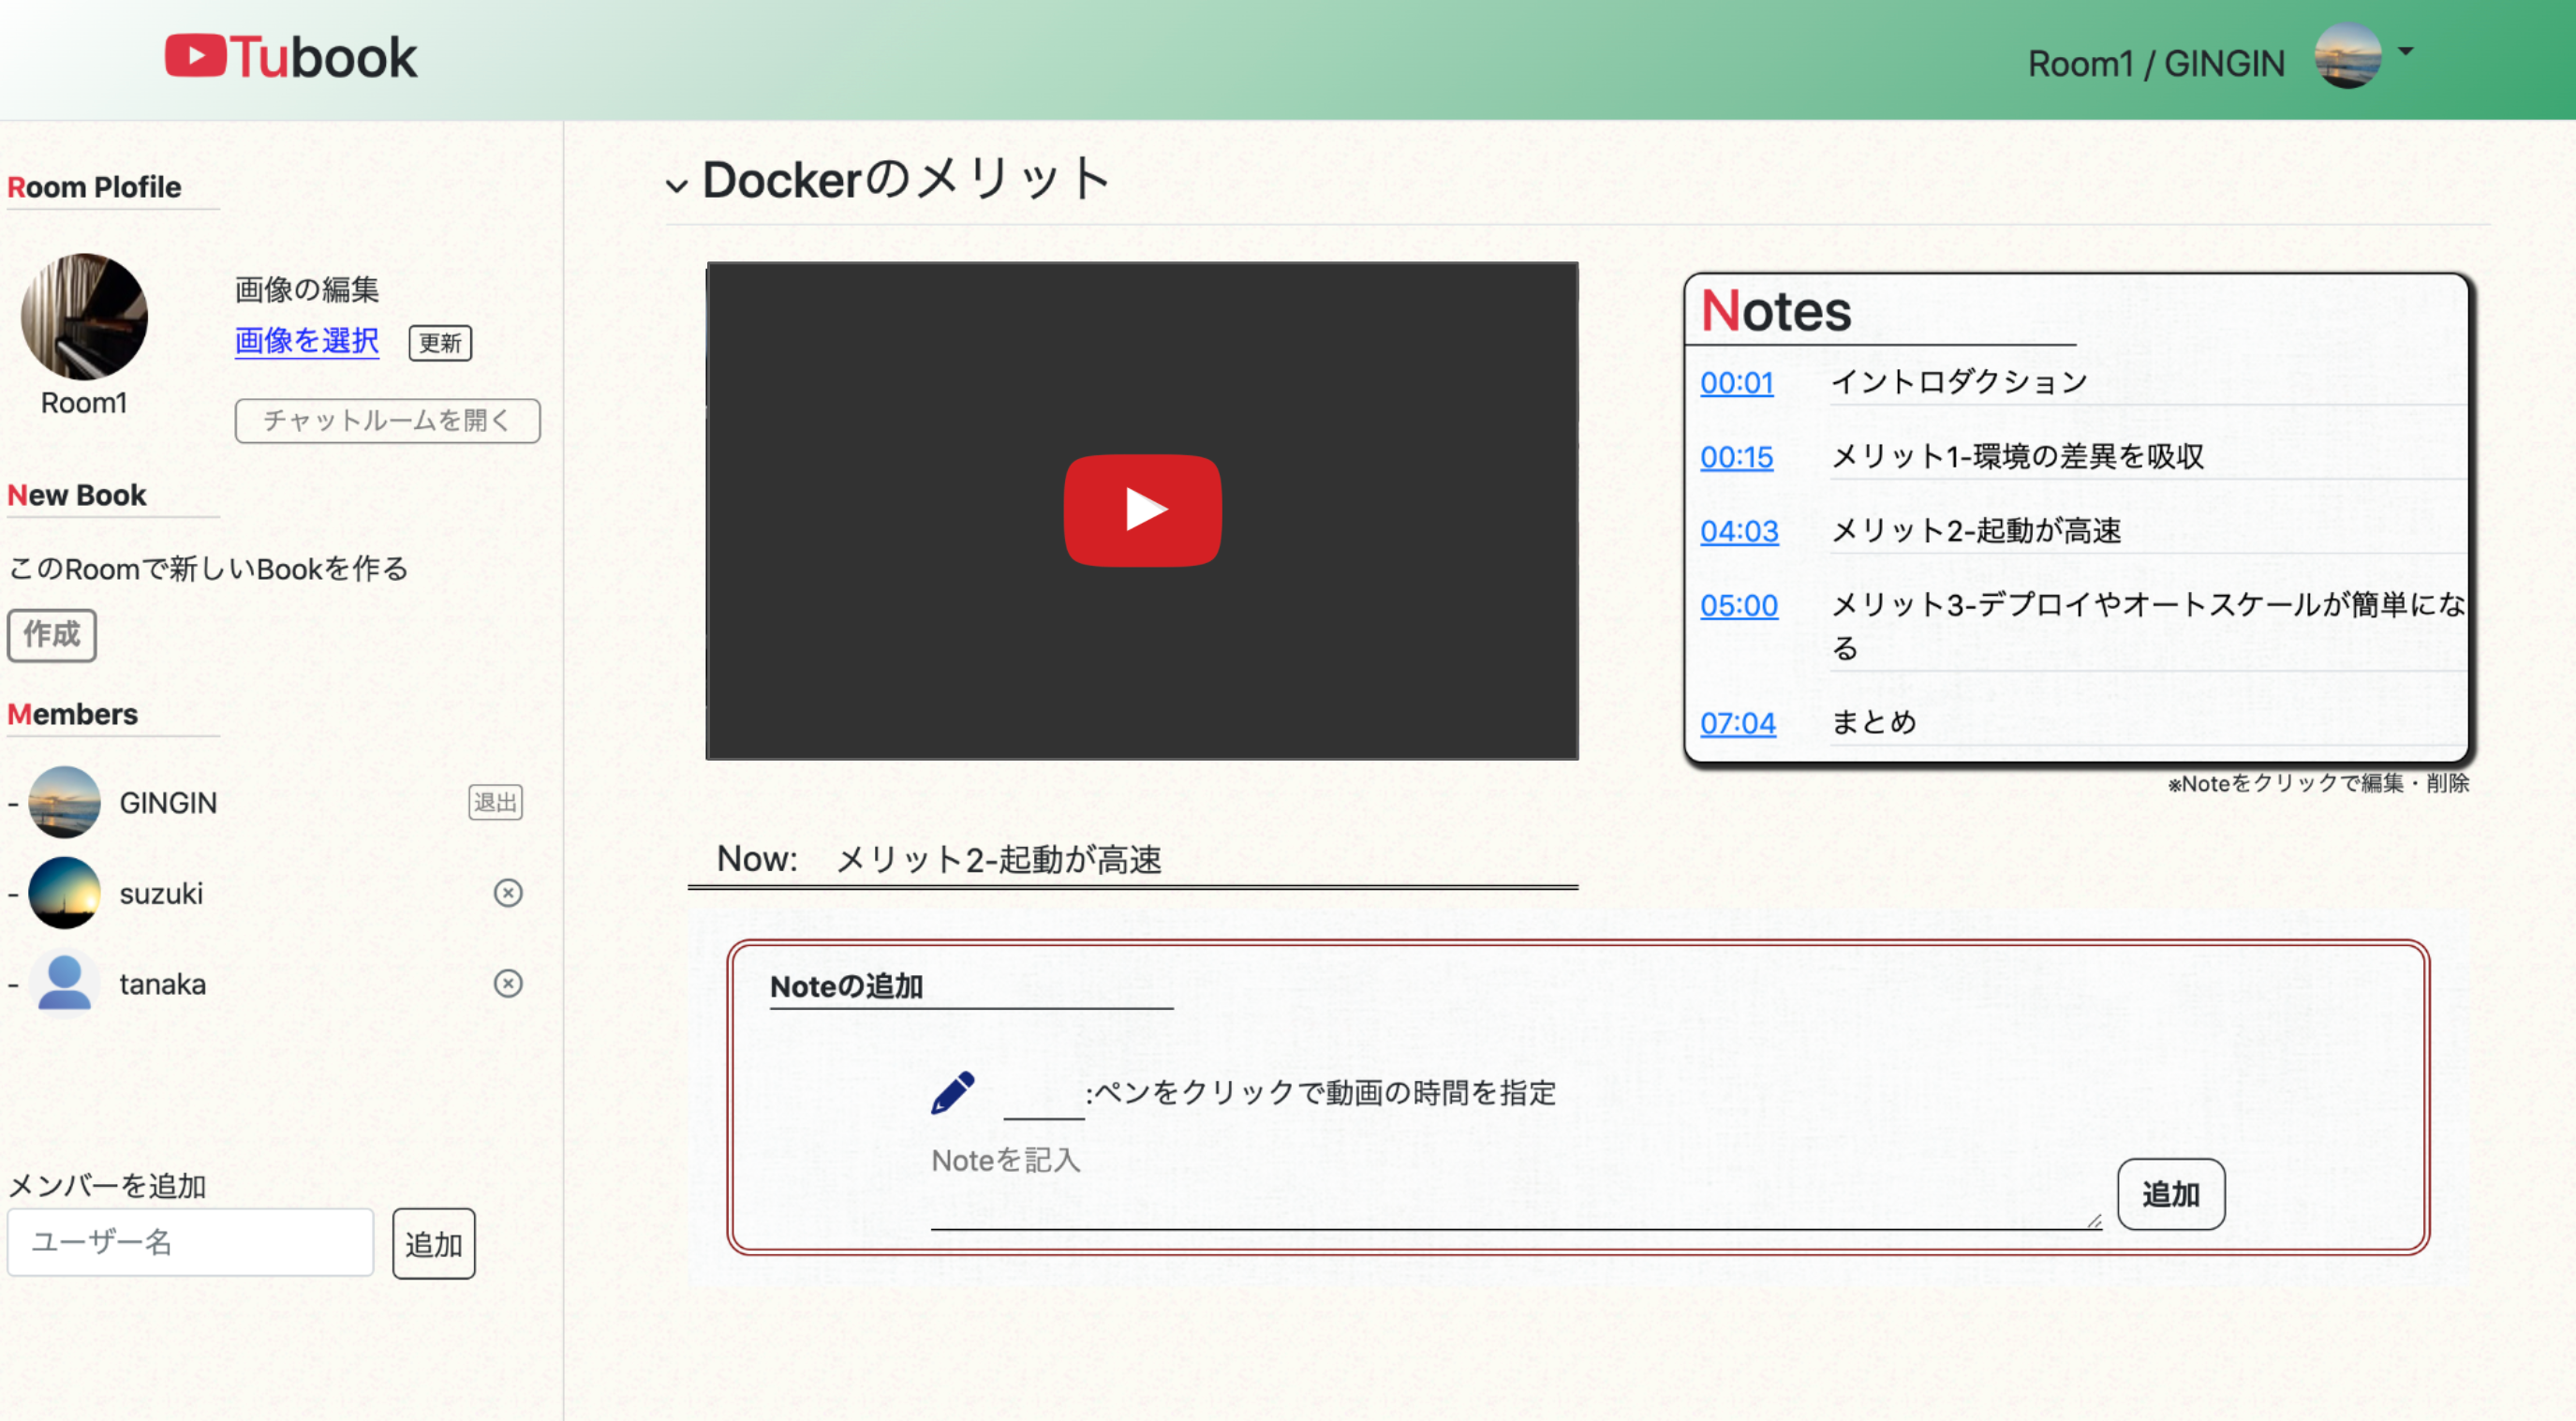 Tubook
Room1 / GINGIN
Room Plofile
画像の編集
画像を選択 更新
Room1
チャットルームを開く
New Book
このRoomで新しいBookを作る
作成
Members
- GINGIN 退出
- suzuki
- tanaka
メンバーを追加
ユーザー名 追加
Dockerのメリット
Notes
00:01 イントロダクション
00:15 メリット1-環境の差異を吸収
04:03 メリット2-起動が高速
05:00 メリット3-デプロイやオートスケールが簡単にな
る
07:04 まとめ
※Noteをクリックで編集・削除
Now: メリット2-起動が高速
Noteの追加
:ペンをクリックで動画の時間を指定
Noteを記入
追加